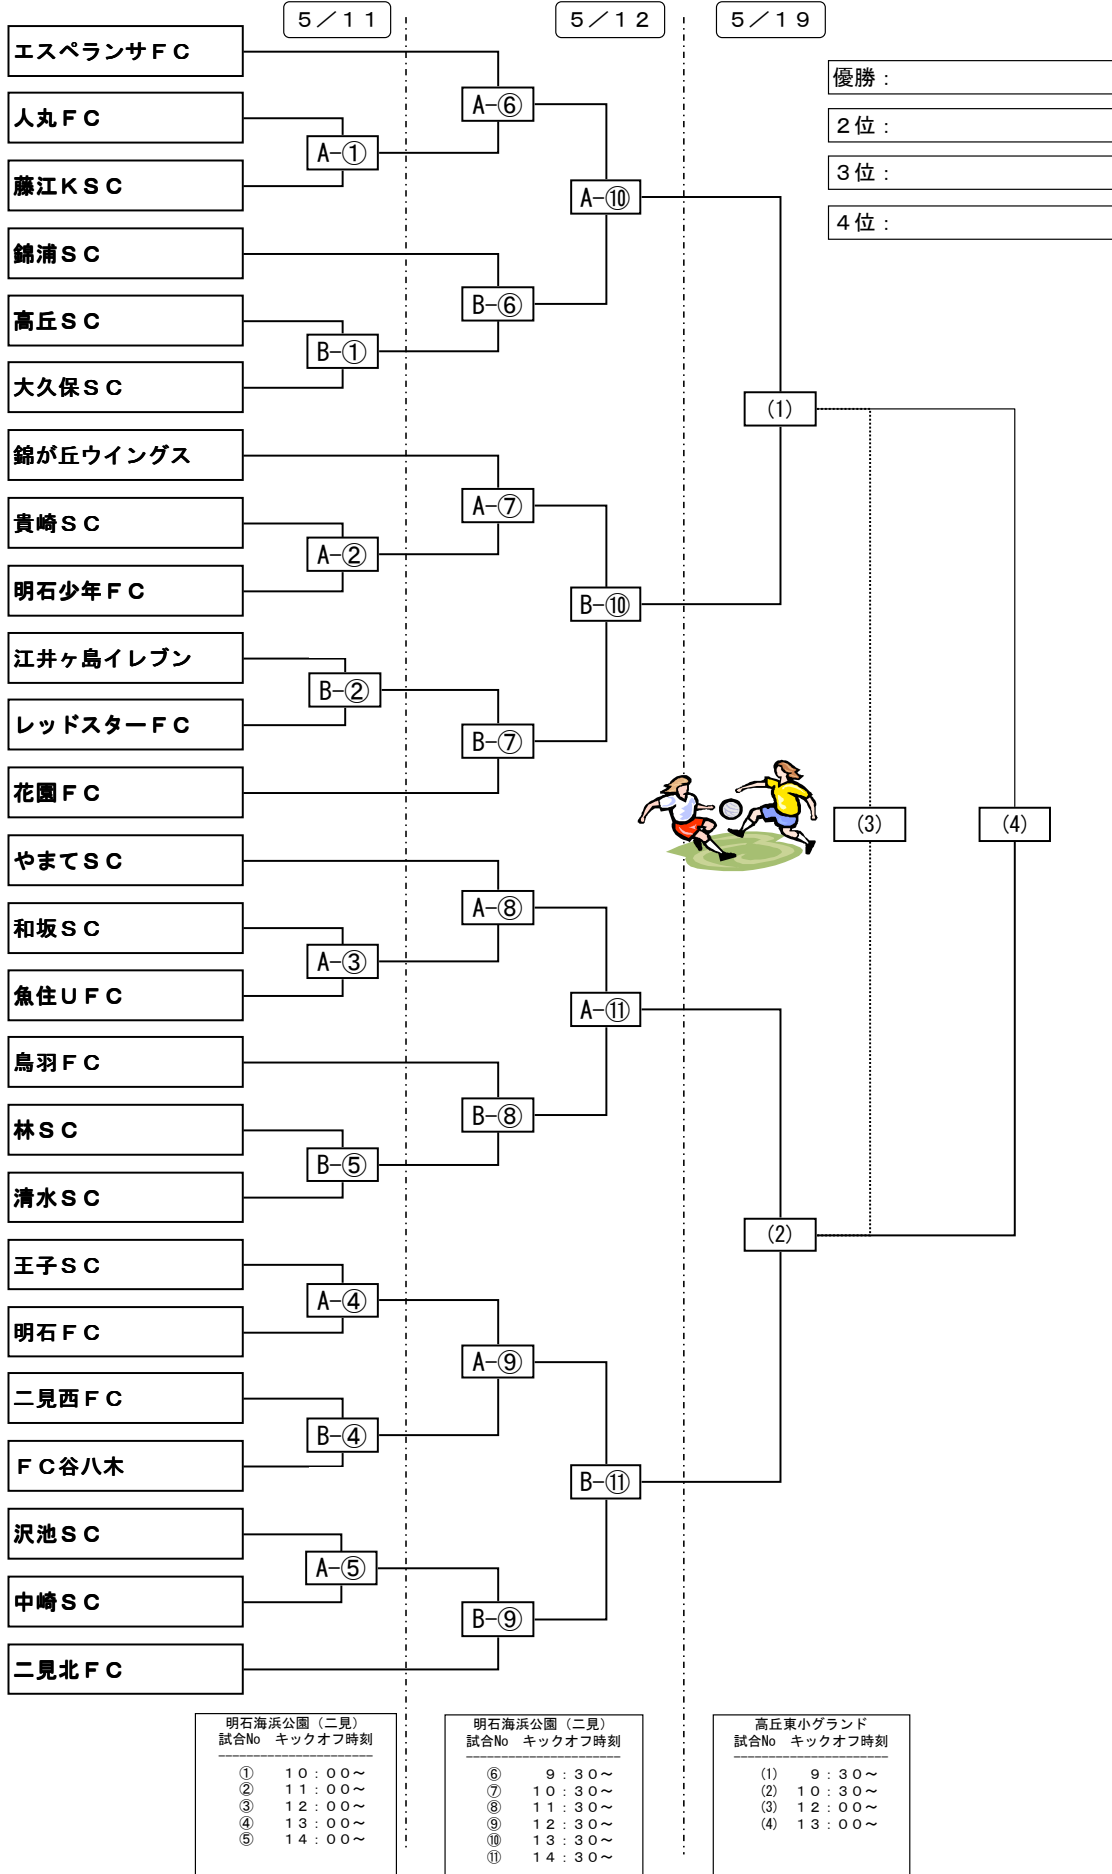 ５／１１
５／１２
５／１９
優勝：
２位：
３位：
４位：
エスペランサＦＣ
人丸ＦＣ
藤江ＫＳＣ
錦浦ＳＣ
高丘ＳＣ
大久保ＳＣ
錦が丘ウイングス
貴崎ＳＣ
明石少年ＦＣ
江井ヶ島イレブン
レッドスターＦＣ
花園ＦＣ
やまてＳＣ
和坂ＳＣ
魚住ＵＦＣ
鳥羽ＦＣ
林ＳＣ
清水ＳＣ
王子ＳＣ
明石ＦＣ
二見西ＦＣ
ＦＣ谷八木
沢池ＳＣ
中崎ＳＣ
二見北ＦＣ
A-①
B-①
A-②
B-②
A-③
B-⑤
A-④
B-④
A-⑤
A-⑥
B-⑥
A-⑦
B-⑦
A-⑧
B-⑧
A-⑨
B-⑨
A-⑩
B-⑩
A-⑪
B-⑪
(1)
(2)
(3)
(4)
明石海浜公園（二見）
試合No キックオフ時刻
① １０：００～
② １１：００～
③ １２：００～
④ １３：００～
⑤ １４：００～
明石海浜公園（二見）
試合No キックオフ時刻
⑥ ９：３０～
⑦ １０：３０～
⑧ １１：３０～
⑨ １２：３０～
⑩ １３：３０～
⑪ １４：３０～
高丘東小グランド
試合No キックオフ時刻
(1) ９：３０～
(2) １０：３０～
(3) １２：００～
(4) １３：００～